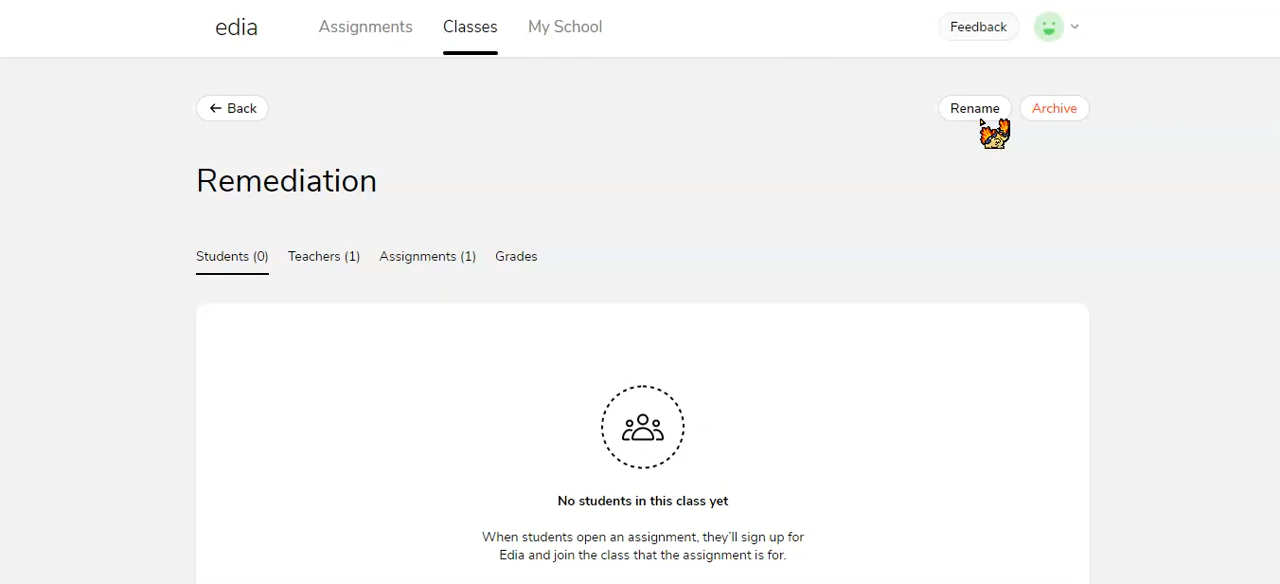 edia Assignments Classes My School Feedback
Back Rename Archive
Remediation
Students (0) Teachers (1) Assignments (1) Grades
No students in this class yet
When students open an assignment, they'll sign up for
Edia and join the class that the assignment is for.